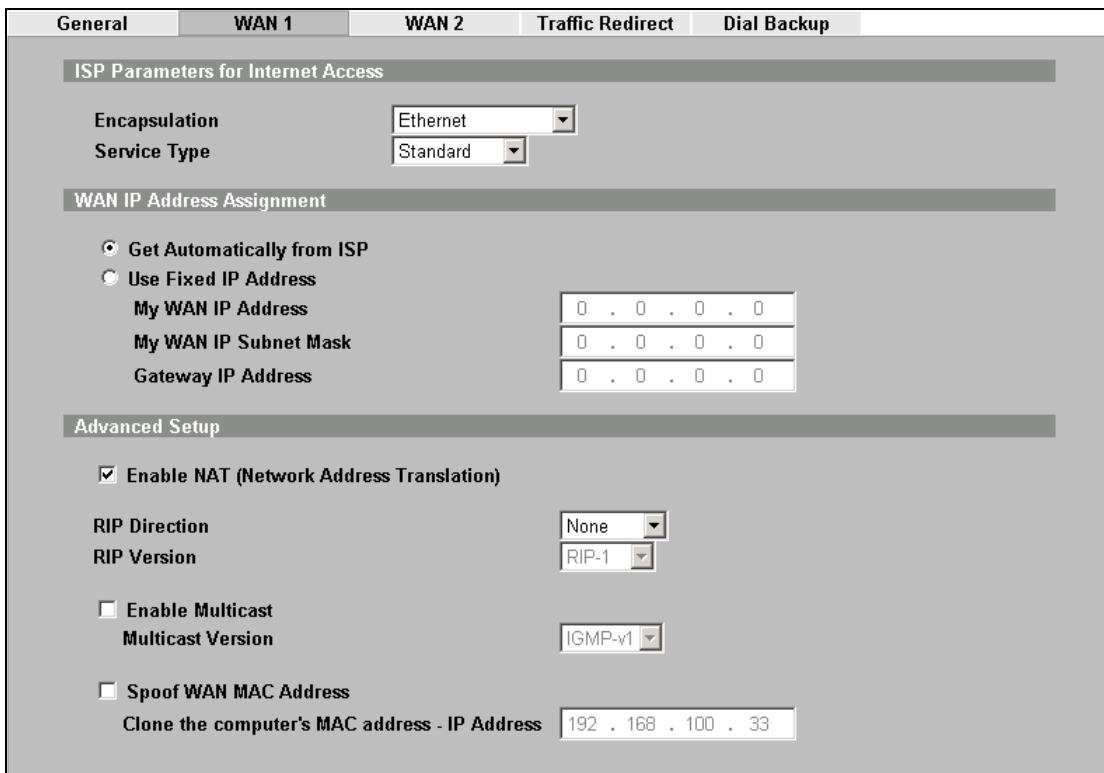 General WAN 1 WAN 2 Traffic Redirect Dial Backup
ISP Parameters for Internet Access
Encapsulation Ethernet
Service Type Standard
WAN IP Address Assignment
Get Automatically from ISP
Use Fixed IP Address
My WAN IP Address 0 . 0 . 0 . 0
My WAN IP Subnet Mask 0 . 0 . 0 . 0
Gateway IP Address 0 . 0 . 0 . 0
Advanced Setup
Enable NAT (Network Address Translation)
RIP Direction None
RIP Version RIP-1
Enable Multicast
Multicast Version IGMP-v1
Spoof WAN MAC Address
Clone the computer's MAC address - IP Address 192 . 168 . 100 . 33